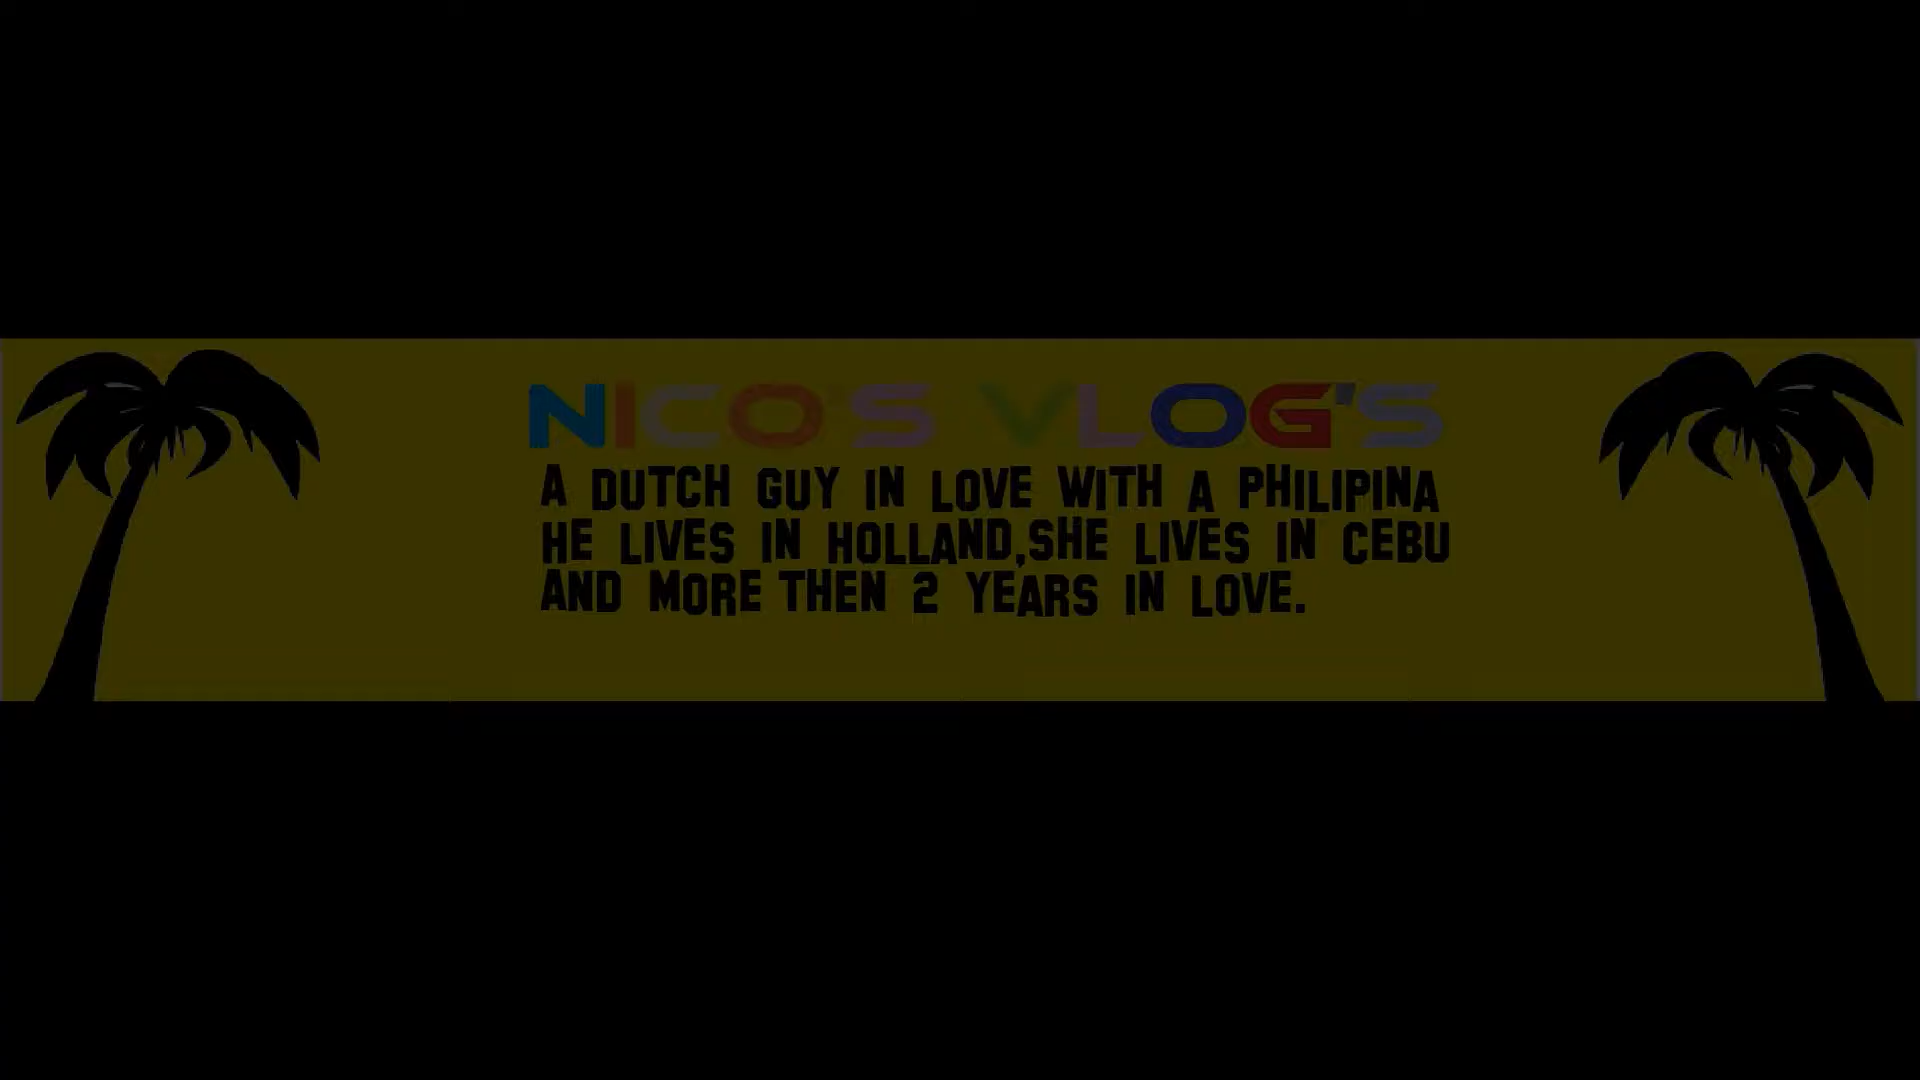 NICO'S VLOG'S
A DUTCH GUY IN LOVE WITH A PHILIPINA
HE LIVES IN HOLLAND,SHE LIVES IN CEBU
AND MORE THEN 2 YEARS IN LOVE.